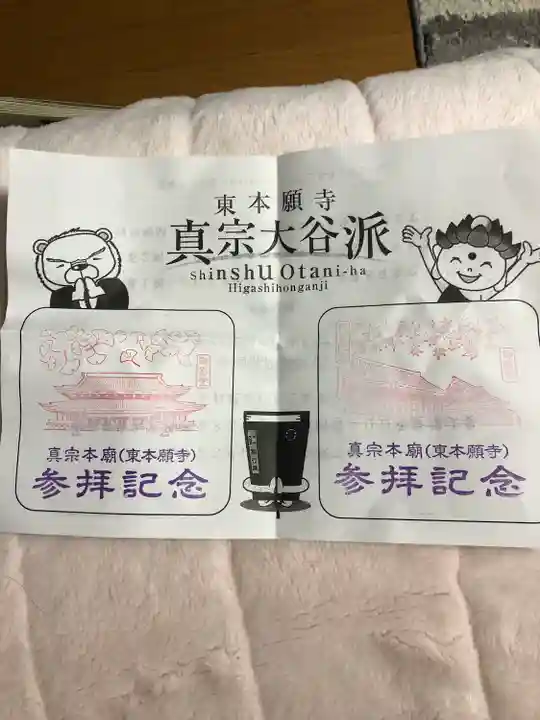 東本願寺
真宗大谷派
Shinshu Otani-ha
Higashihonganji
真宗本廟(東本願寺)
参拝記念
真宗本廟(東本願寺)
参拝記念